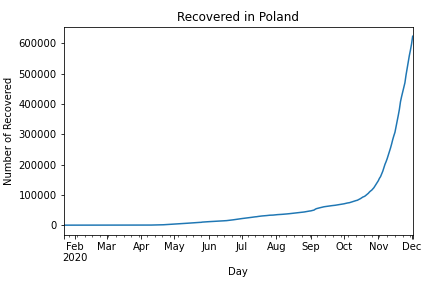 Recovered in Poland
Number of Recovered
600000
500000
400000
300000
200000
100000
0
Feb Mar Apr May Jun Jul Aug Sep Oct Nov Dec
2020
Day